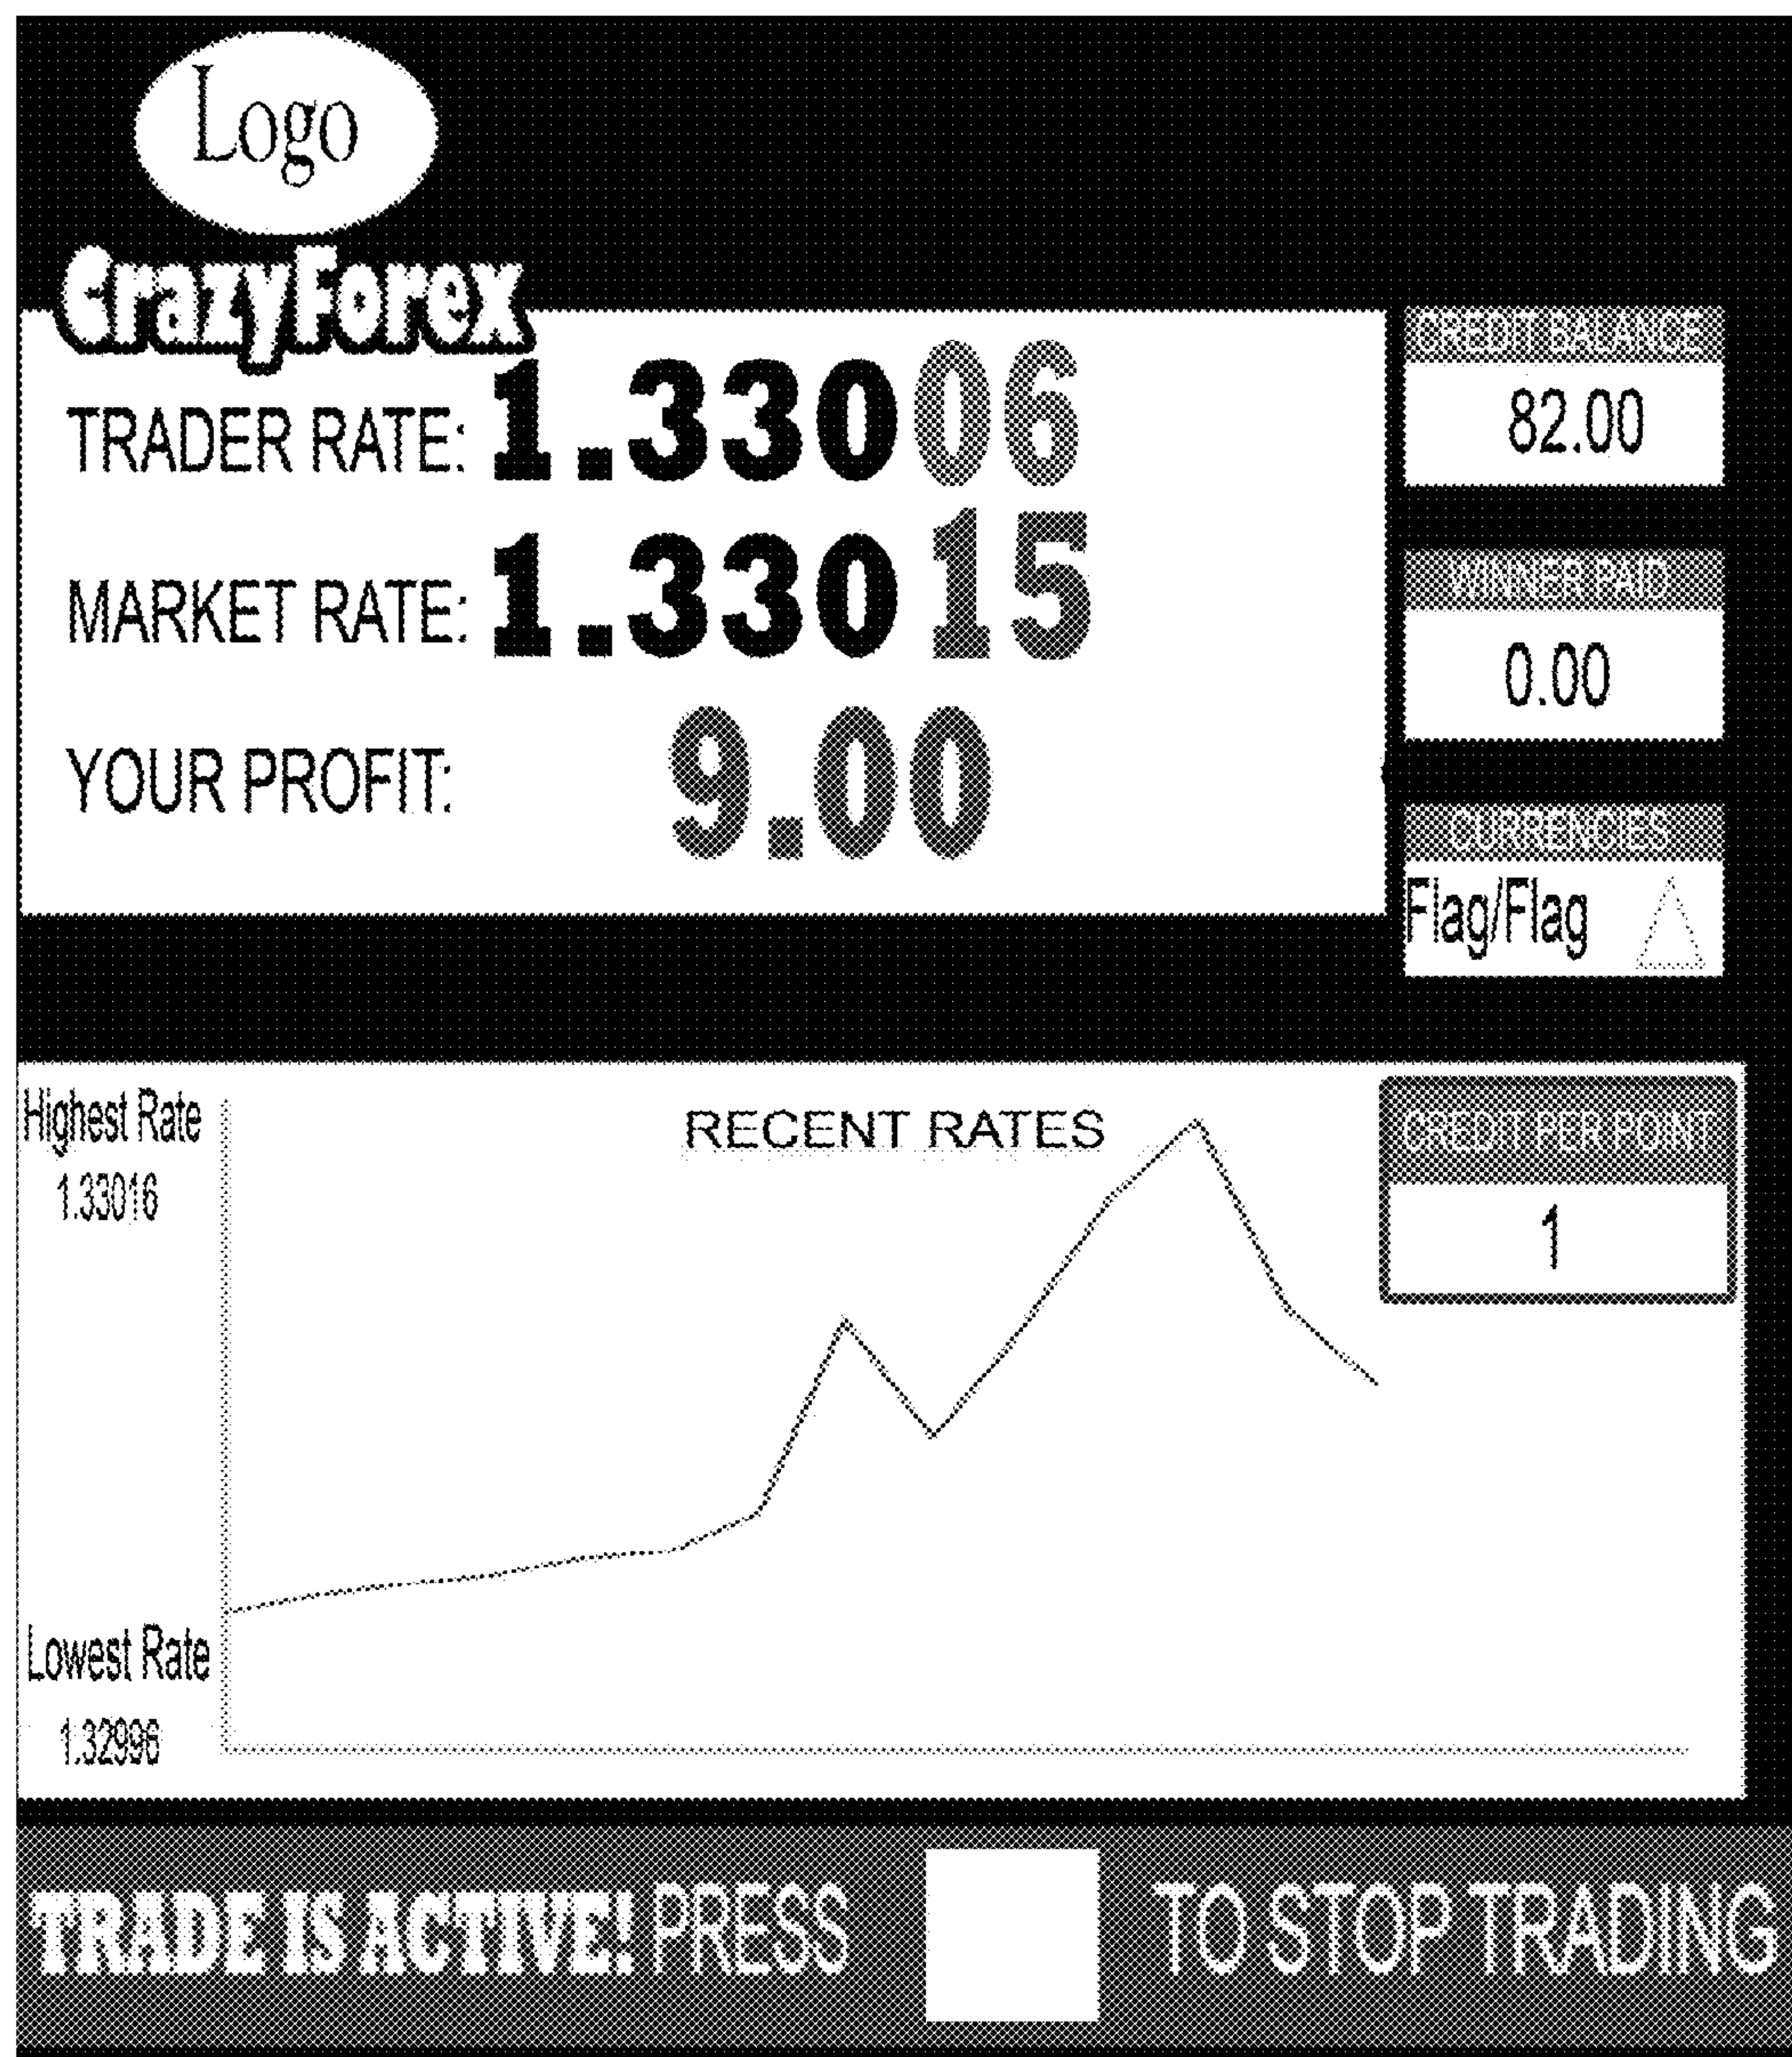 Logo
CrazyForex
TRADER RATE: 1.33006
MARKET RATE: 1.33015
YOUR PROFIT: 9.00
CREDIT BALANCE
82.00
WINNER PAID
0.00
CURRENCIES
Flag/Flag
RECENT RATES
Highest Rate
1.33016
Lowest Rate
1.32996
CREDIT PER POINT
1
TRADE IS ACTIVE! PRESS TO STOP TRADING